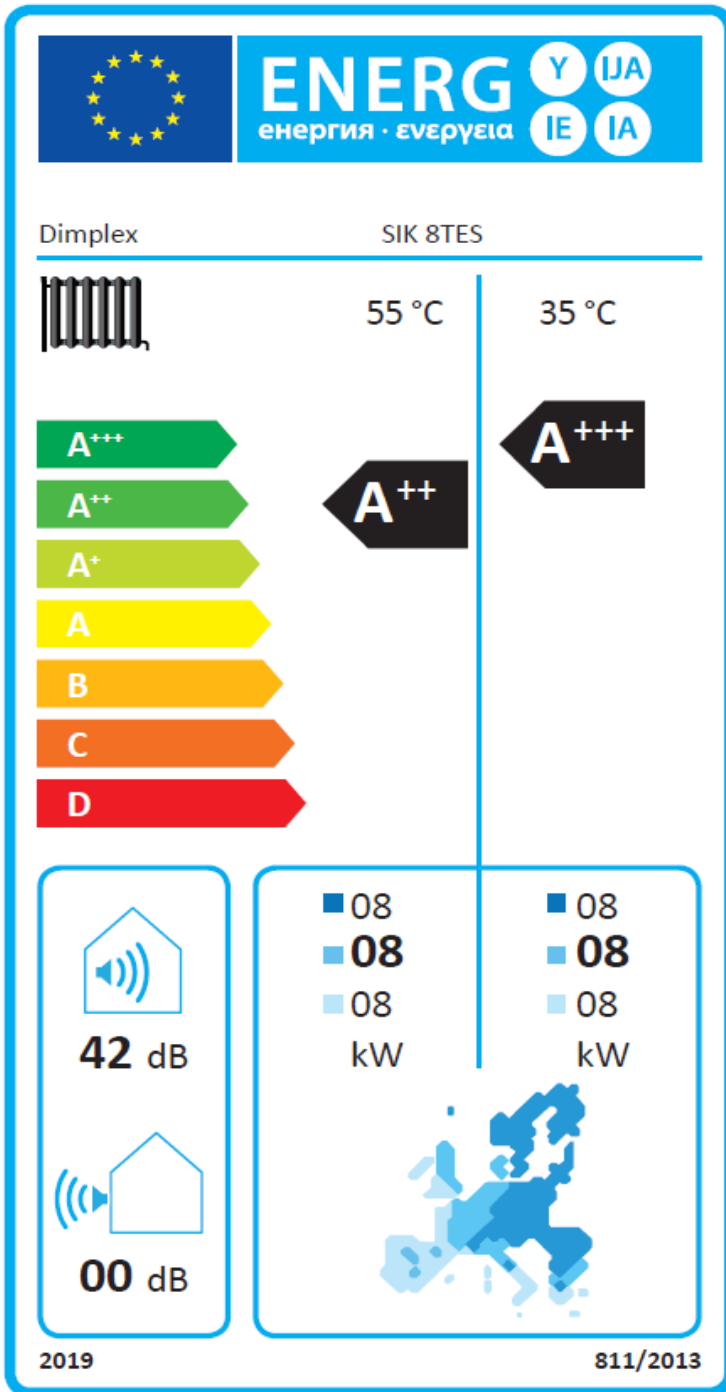 ENERG Y IJA
енергия · ενεργεια IE IA
Dimplex SIK 8TES
55 °C 35 °C
A+++ A+++
A++ A++
A+
A
B
C
D
08 08
08 08
08 08
kW kW
42 dB
00 dB
2019 811/2013